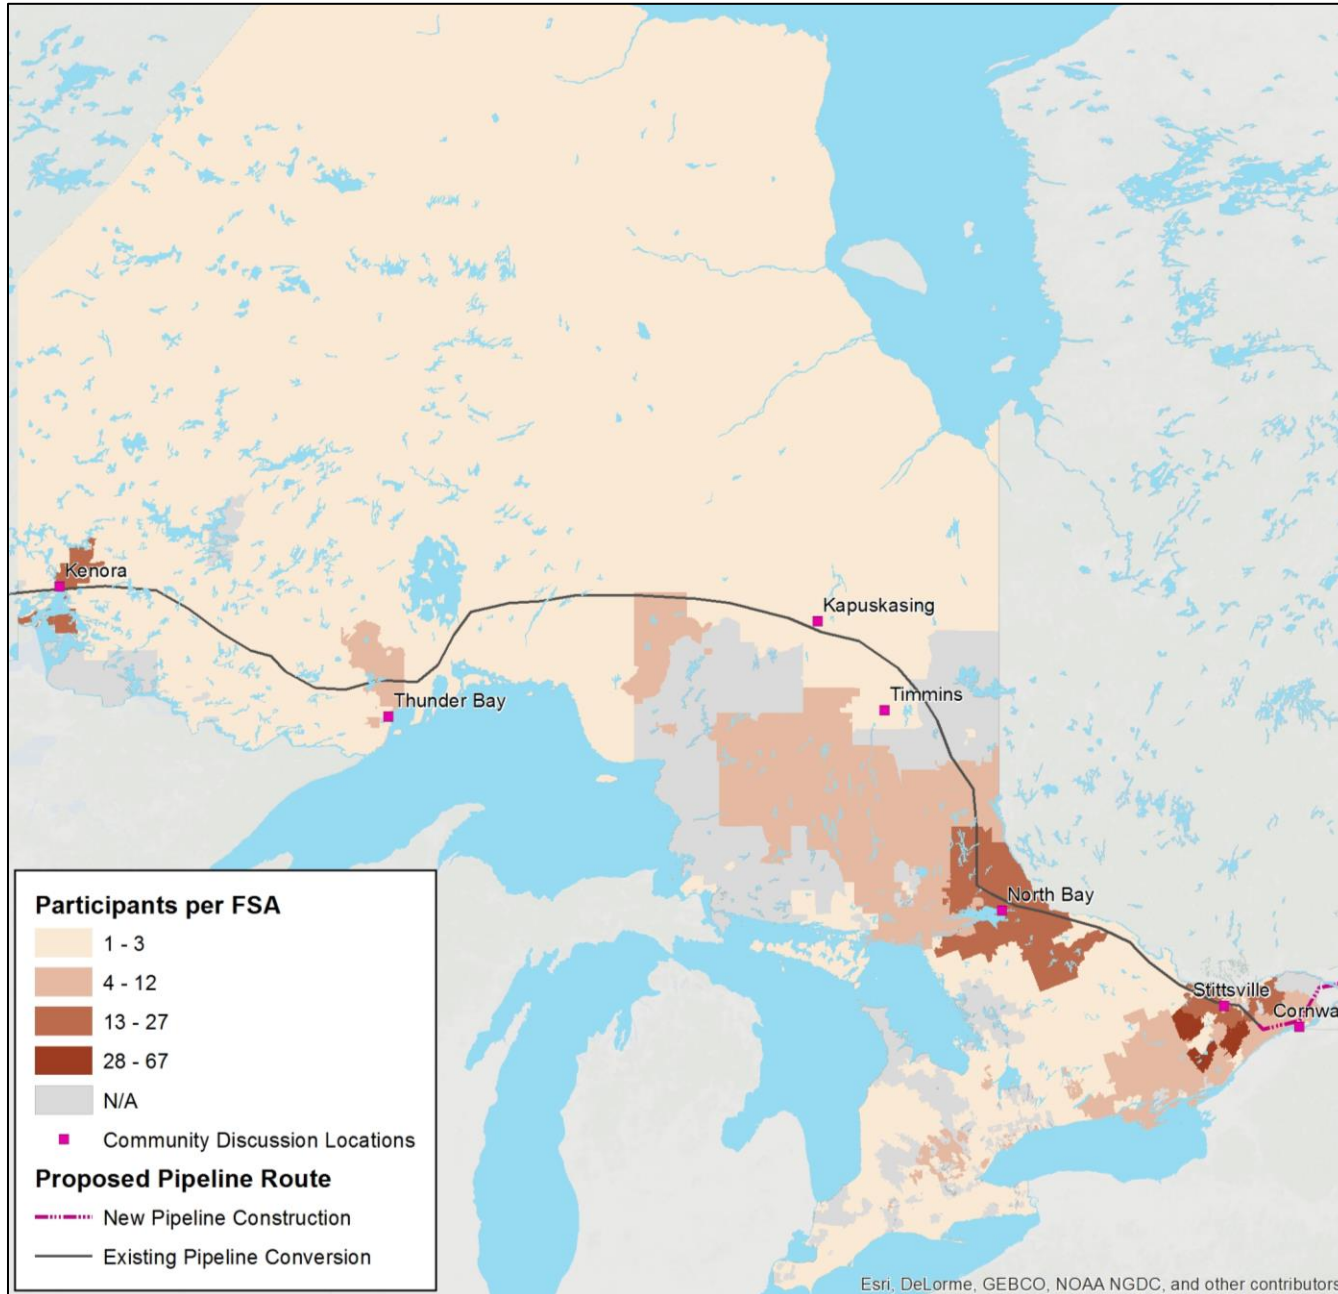 Kenora
Thunder Bay
Kapuskasing
Timmins
North Bay
Stittsville
Cornwa
Participants per FSA
1 - 3
4 - 12
13 - 27
28 - 67
N/A
Community Discussion Locations
Proposed Pipeline Route
New Pipeline Construction
Existing Pipeline Conversion
Esri, DeLorme, GEBCO, NOAA NGDC, and other contributors